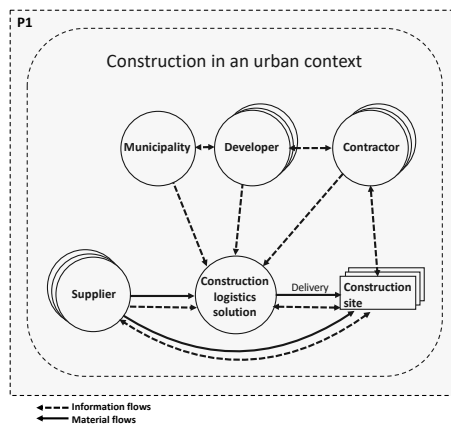 P1
Construction in an urban context
Municipality
Developer
Contractor
Supplier
Construction
logistics
solution
Delivery
Construction
site
Information flows
Material flows